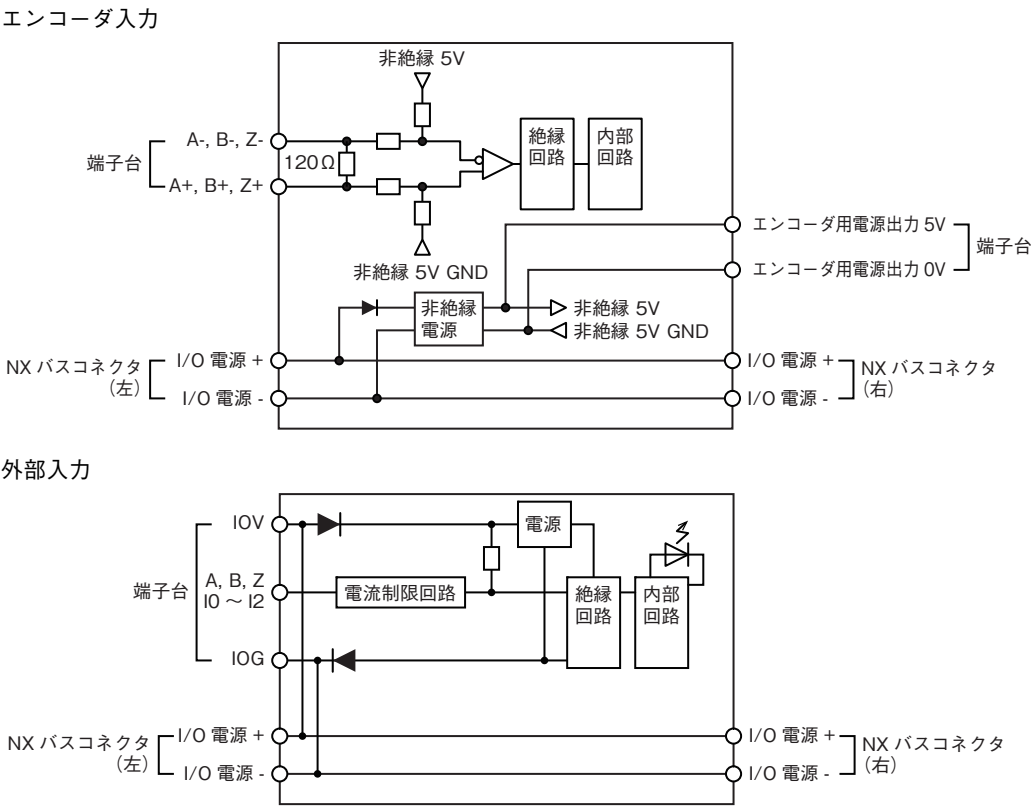 エンコーダ入力
非絶縁 5V
A-, B-, Z-
端子台
120Ω
A+, B+, Z+
絶縁
回路
内部
回路
エンコーダ用電源出力 5V
端子台
エンコーダ用電源出力 0V
非絶縁 5V GND
非絶縁
電源
非絶縁 5V
非絶縁 5V GND
NX バスコネクタ
(左)
I/O 電源 +
I/O 電源 -
I/O 電源 +
I/O 電源 -
NX バスコネクタ
(右)
外部入力
IOV
電源
端子台
A, B, Z
I0 ~ I2
電流制限回路
絶縁
回路
内部
回路
IOG
NX バスコネクタ
(左)
I/O 電源 +
I/O 電源 -
I/O 電源 +
I/O 電源 -
NX バスコネクタ
(右)